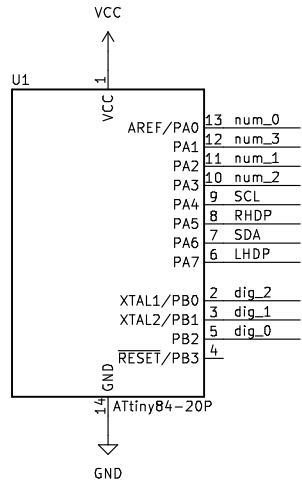 VCC
U1
1
VCC
AREF/PA0 13 num_0
PA1 12 num_3
PA2 11 num_1
PA3 10 num_2
PA4 9 SCL
PA5 8 RHDP
PA6 7 SDA
PA7 6 LHDP
XTAL1/PB0 2 dig_2
XTAL2/PB1 3 dig_1
PB2 5 dig_0
RESET/PB3 4
GND
14
ATtiny84-20P
GND